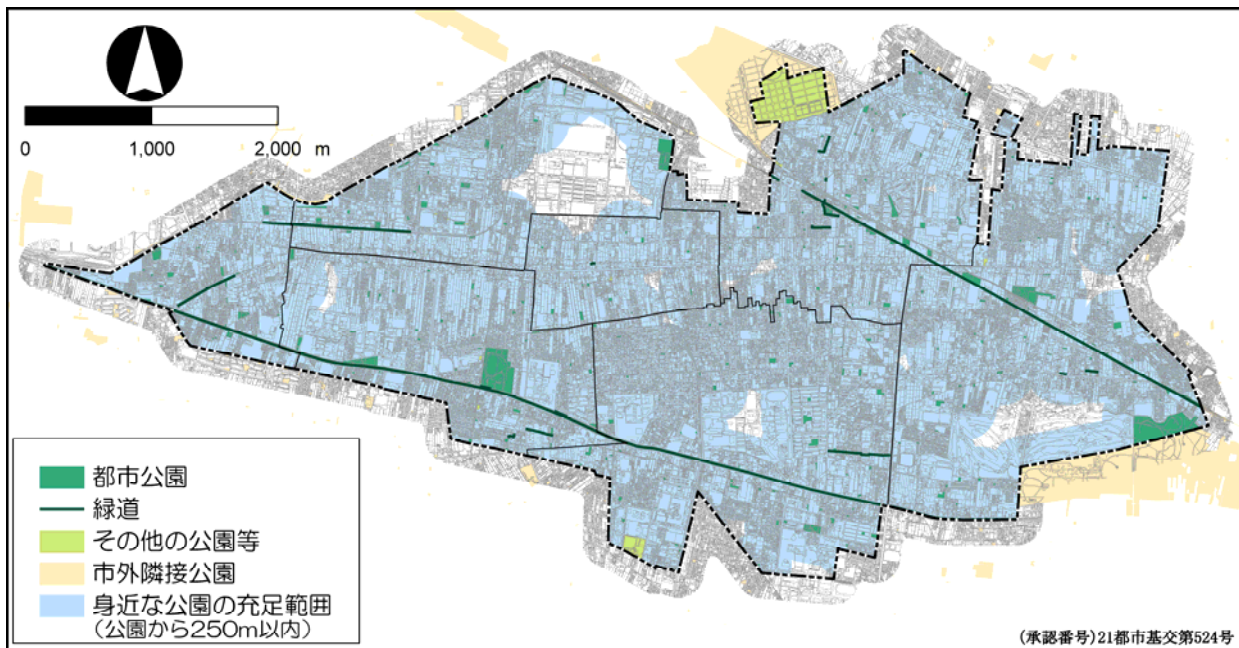 0 1,000 2,000 m
都市公園
緑道
その他の公園等
市外隣接公園
身近な公園の充足範囲
(公園から250m以内)
(承認番号)21都市基交第524号